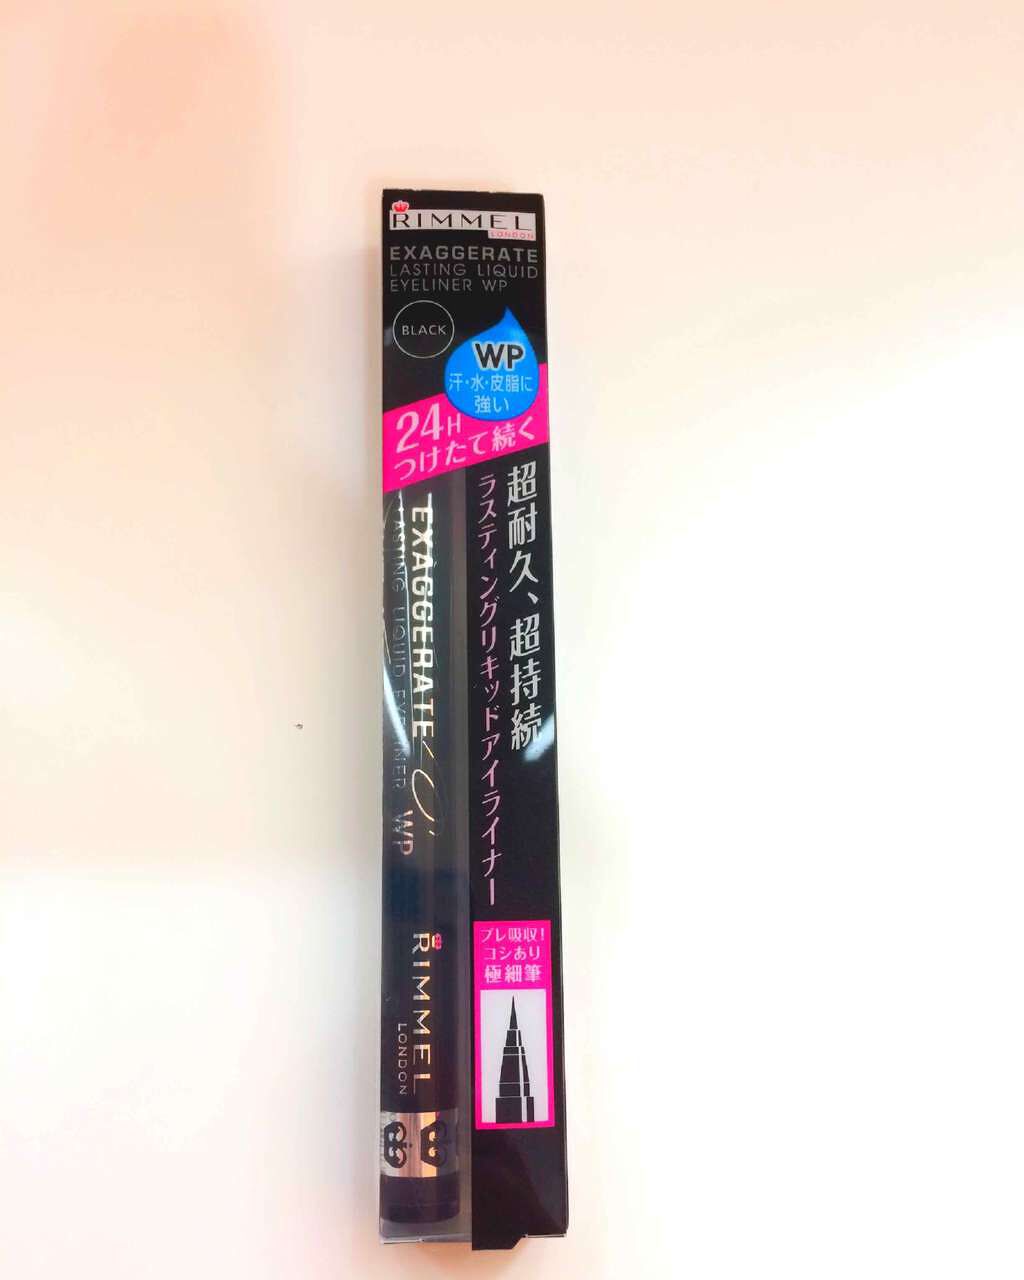 RIMMEL
LONDON
EXAGGERATE
LASTING LIQUID
EYELINER WP
BLACK
WP
汗・水・皮脂に
強い
24H
つけたて続く
超耐久、超持続
ラスティングリキッドアイライナー
EXAGGERATE
LASTING LIQUID EYELINER WP
RIMMEL
LONDON
ブレ吸収!
コシあり
極細筆